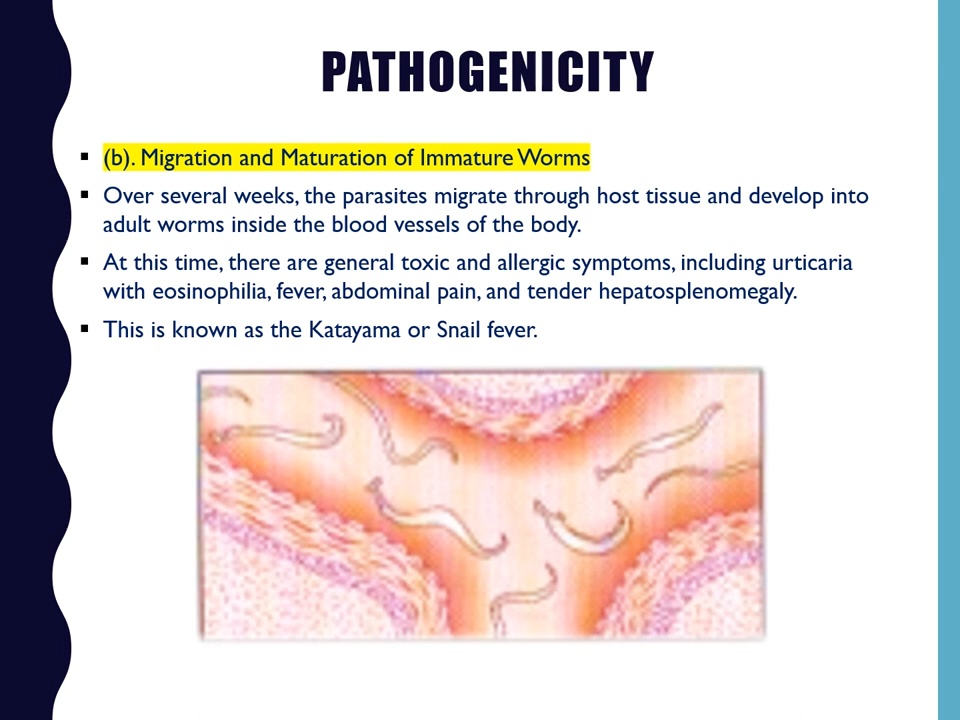 PATHOGENICITY
▪ (b). Migration and Maturation of Immature Worms
▪ Over several weeks, the parasites migrate through host tissue and develop into
adult worms inside the blood vessels of the body.
▪ At this time, there are general toxic and allergic symptoms, including urticaria
with eosinophilia, fever, abdominal pain, and tender hepatosplenomegaly.
▪ This is known as the Katayama or Snail fever.